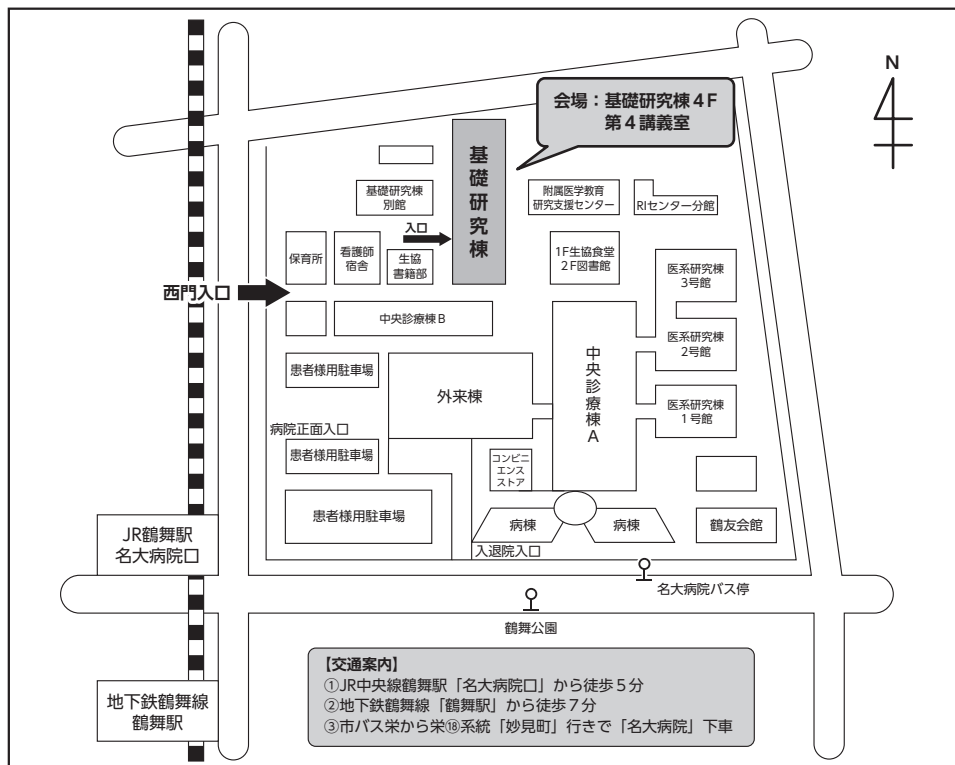 N
会場：基礎研究棟４F
第４講義室
基礎研究棟
基礎研究棟
別館
附属医学教育
研究支援センター
RIセンター分館
入口
保育所
看護師
宿舎
生協
書籍部
１F生協食堂
２F図書館
医系研究棟
３号館
西門入口
中央診療棟Ｂ
医系研究棟
２号館
患者様用駐車場
外来棟
中央診療棟Ａ
医系研究棟
１号館
病院正面入口
患者様用駐車場
コンビニ
エンス
ストア
患者様用駐車場
病棟
病棟
鶴友会館
JR鶴舞駅
名大病院口
入退院入口
名大病院バス停
鶴舞公園
地下鉄鶴舞線
鶴舞駅
【交通案内】
①JR中央線鶴舞駅「名大病院口」から徒歩５分
②地下鉄鶴舞線「鶴舞駅」から徒歩７分
③市バス栄から栄⑱系統「妙見町」行きで「名大病院」下車